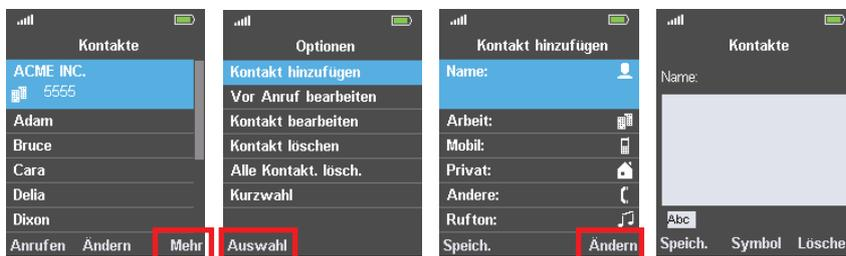 Kontakte
ACME INC.
5555
Adam
Bruce
Cara
Delia
Dixon
Anrufen Ändern Mehr
Optionen
Kontakt hinzufügen
Vor Anruf bearbeiten
Kontakt bearbeiten
Kontakt löschen
Alle Kontakt. lösch.
Kurzwahl
Auswahl
Kontakt hinzufügen
Name:
Arbeit:
Mobil:
Privat:
Andere:
Rufton:
Speich. Ändern
Kontakte
Name:
Abc
Speich. Symbol Lösche